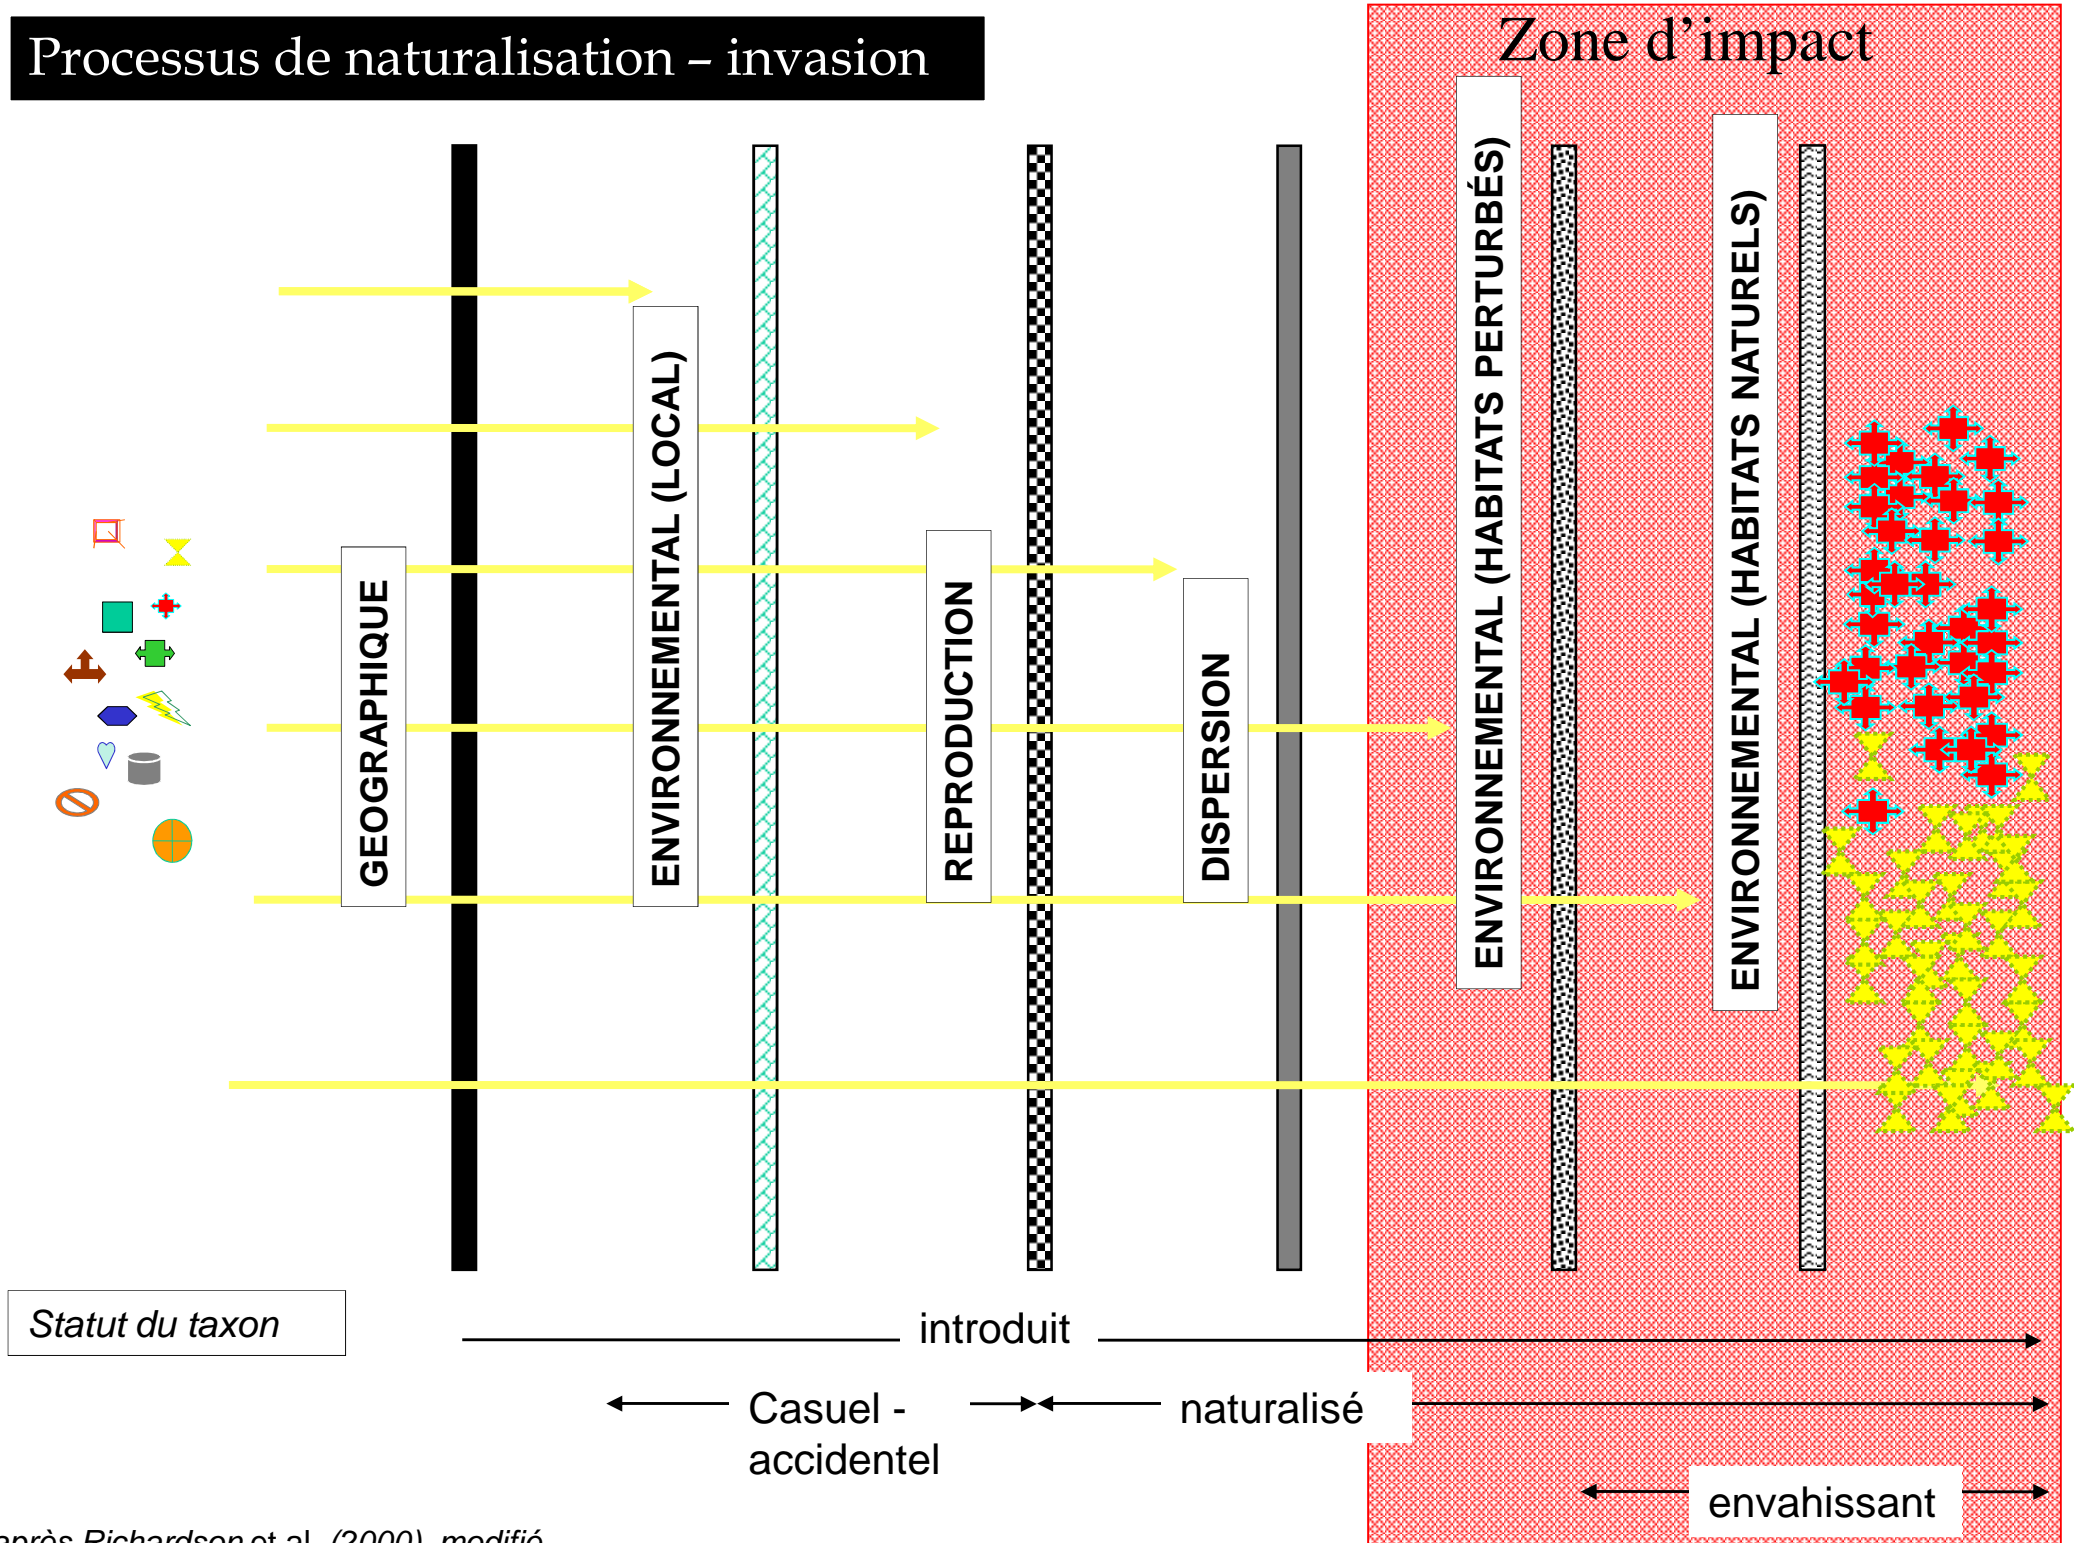 Processus de naturalisation – invasion
Zone d'impact
GEOGRAPHIQUE
ENVIRONNEMENTAL (LOCAL)
REPRODUCTION
DISPERSION
ENVIRONNEMENTAL (HABITATS PERTURBÉS)
ENVIRONNEMENTAL (HABITATS NATURELS)
Statut du taxon
introduit
Casuel -
accidentel
naturalisé
envahissant
après Richardson et al. (2000), modifié